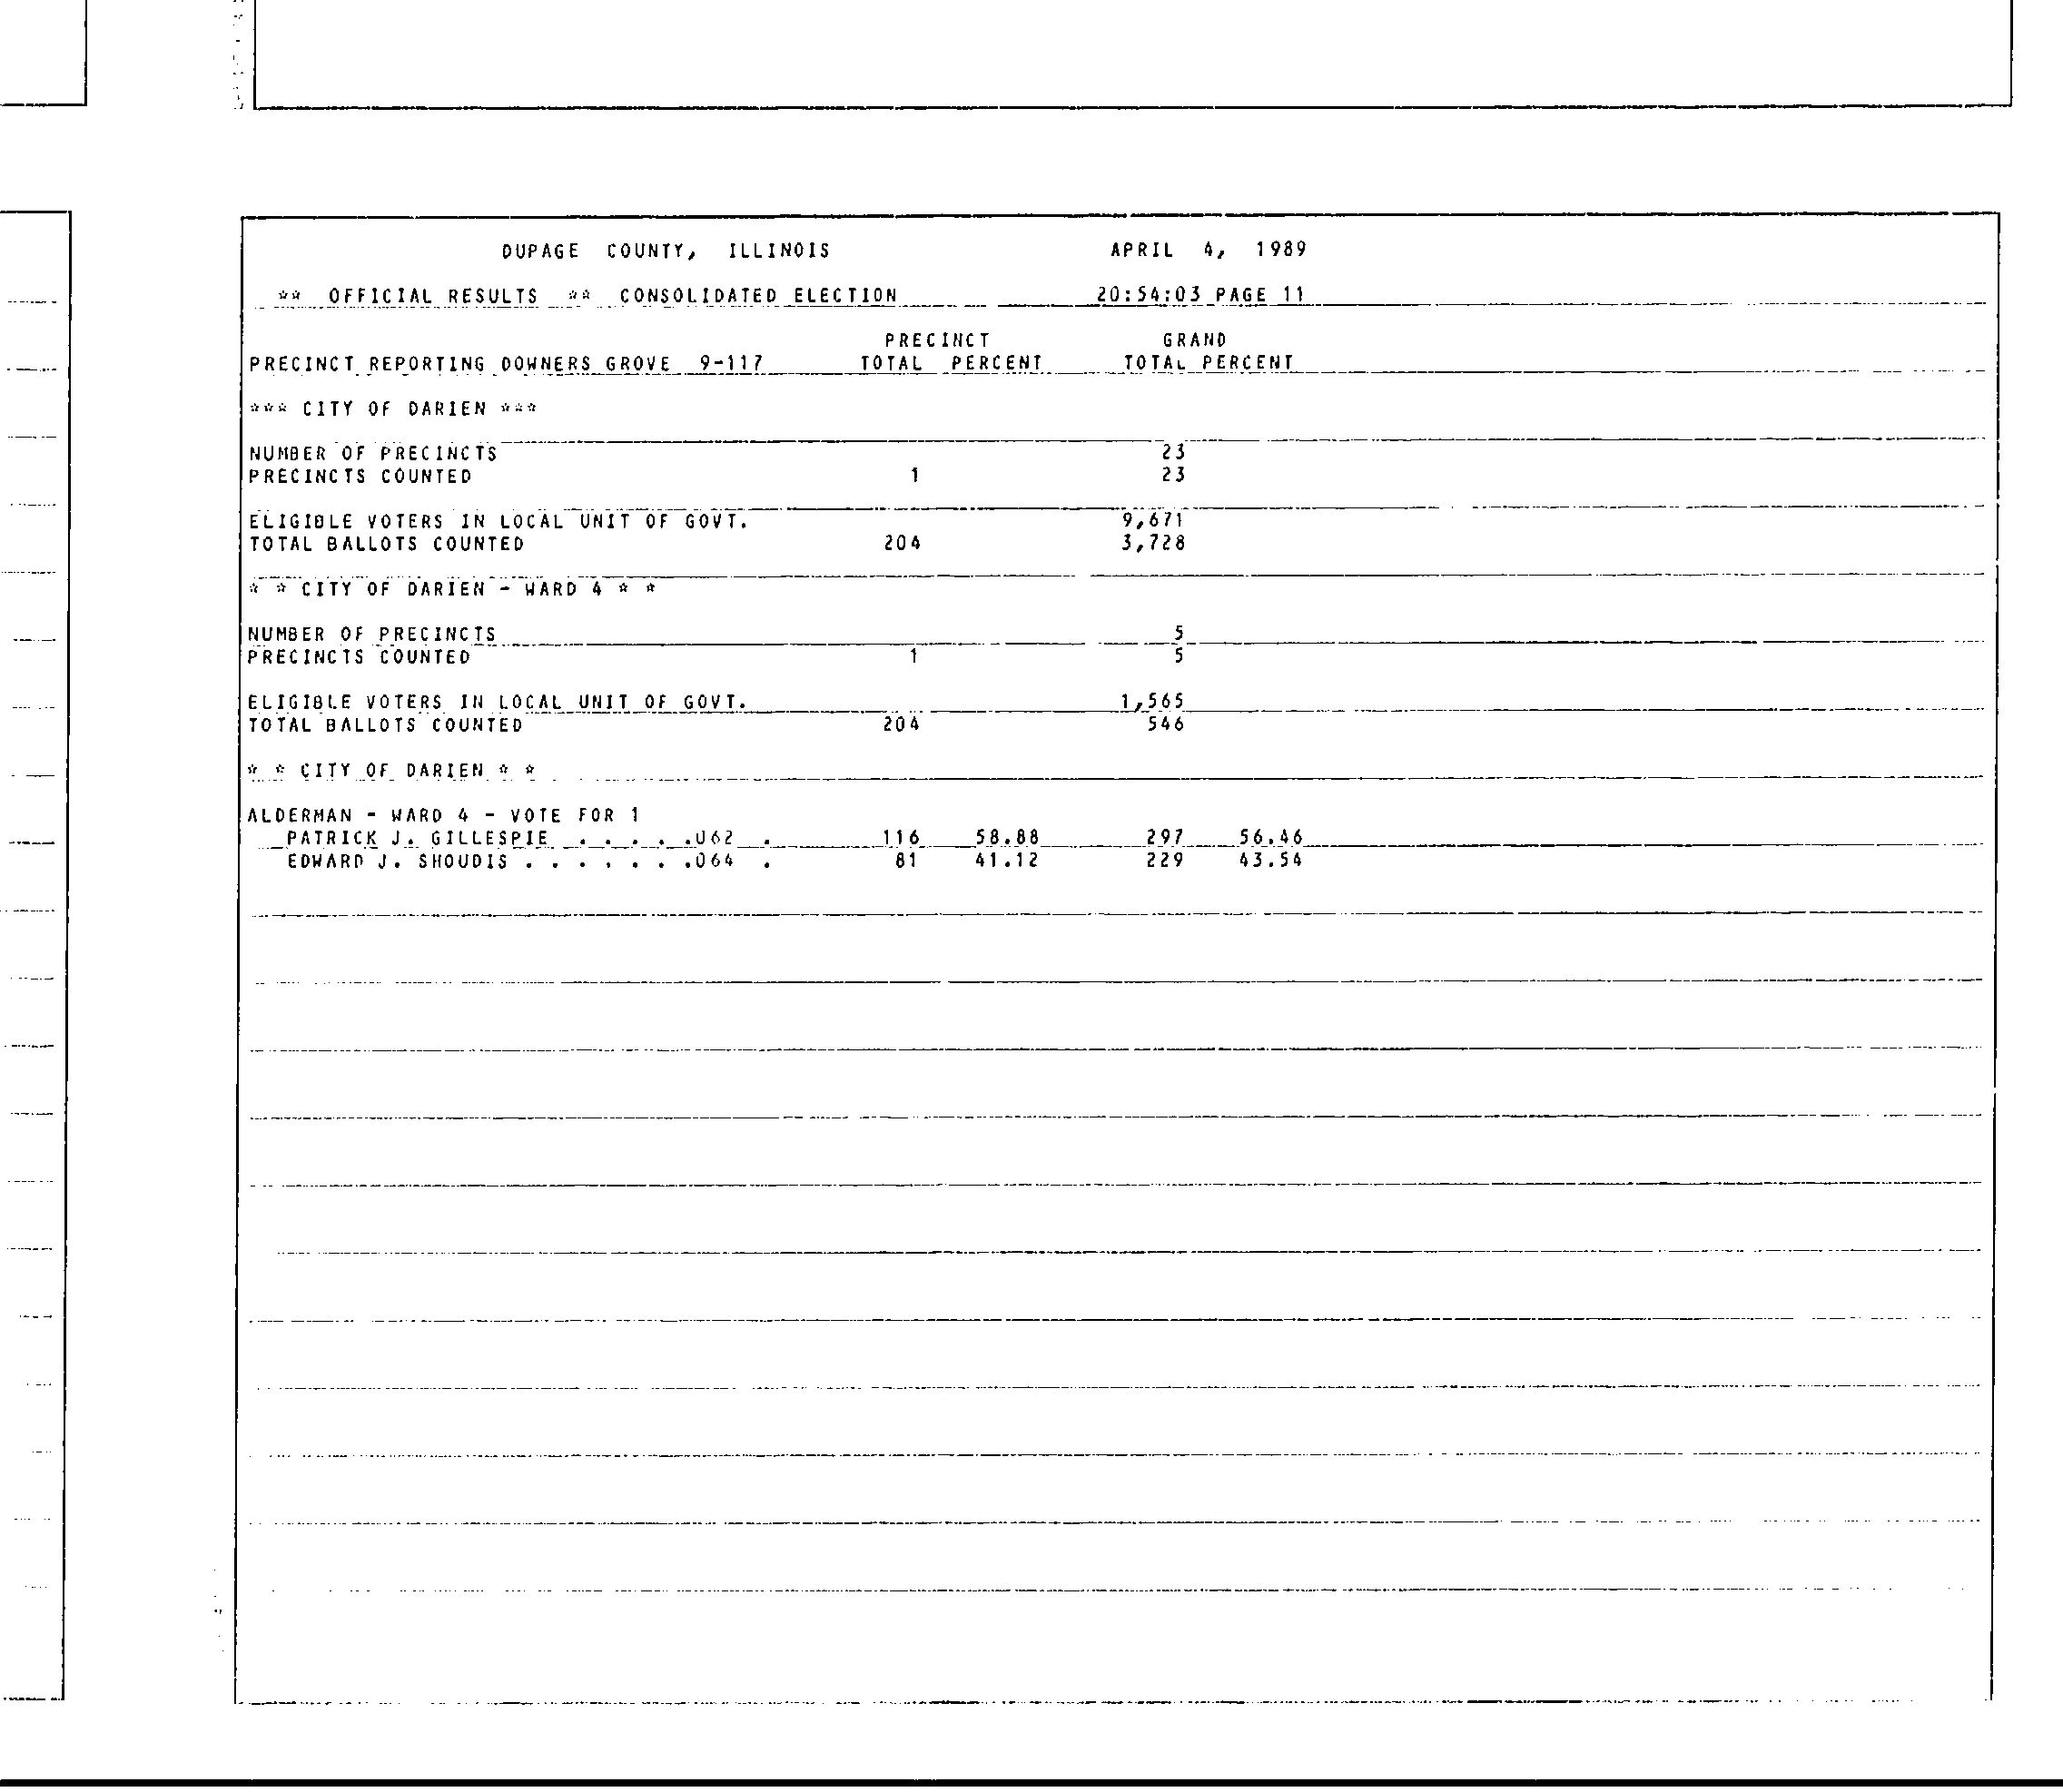 DUPAGE COUNTY, ILLINOIS APRIL 4, 1989
** OFFICIAL RESULTS ** CONSOLIDATED ELECTION 20:54:03 PAGE 11
PRECINCT GRAND
PRECINCT REPORTING DOWNERS GROVE 9-117 TOTAL PERCENT TOTAL PERCENT
*** CITY OF DARIEN ***
NUMBER OF PRECINCTS 23
PRECINCTS COUNTED 1 23
ELIGIBLE VOTERS IN LOCAL UNIT OF GOVT. 9,671
TOTAL BALLOTS COUNTED 204 3,728
* * CITY OF DARIEN - WARD 4 * *
NUMBER OF PRECINCTS 5
PRECINCTS COUNTED 1 5
ELIGIBLE VOTERS IN LOCAL UNIT OF GOVT. 1,565
TOTAL BALLOTS COUNTED 204 546
* * CITY OF DARIEN * *
ALDERMAN - WARD 4 - VOTE FOR 1
PATRICK J. GILLESPIE . . . . .062 . 116 58.88 297 56.46
EDWARD J. SHOUDIS . . . . . . .064 . 81 41.12 229 43.54